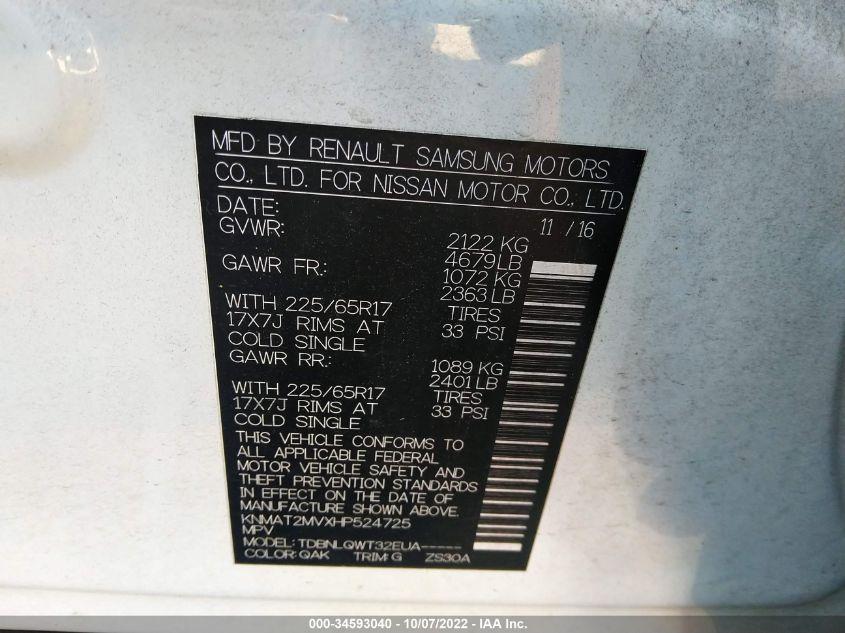 MFD BY RENAULT SAMSUNG MOTORS
CO., LTD. FOR NISSAN MOTOR CO., LTD.
DATE: 11 / 16
GVWR: 2122 KG
4679 LB
GAWR FR.: 1072 KG
2363 LB
WITH 225/65R17 TIRES
17X7J RIMS AT 33 PSI
COLD SINGLE
GAWR RR.: 1089 KG
2401 LB
WITH 225/65R17 TIRES
17X7J RIMS AT 33 PSI
COLD SINGLE
THIS VEHICLE CONFORMS TO
ALL APPLICABLE FEDERAL
MOTOR VEHICLE SAFETY AND
THEFT PREVENTION STANDARDS
IN EFFECT ON THE DATE OF
MANUFACTURE SHOWN ABOVE.
KNMAT2MVXHP524725
MPV
MODEL: TDBNLQWT32EUA-----
COLOR: QAK TRIM: G ZS30A
000-34593040 - 10/07/2022 - IAA Inc.